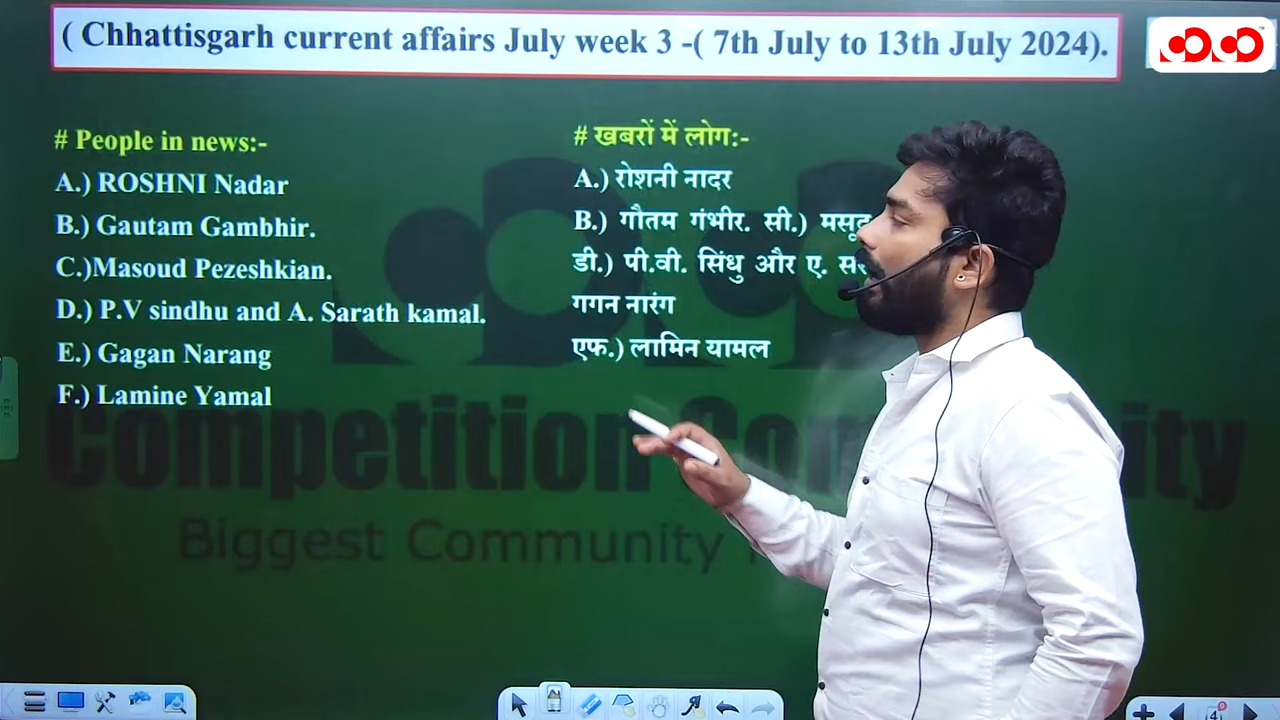 ( Chhattisgarh current affairs July week 3 -( 7th July to 13th July 2024).
# People in news:-
A.) ROSHNI Nadar
B.) Gautam Gambhir.
C.)Masoud Pezeshkian.
D.) P.V sindhu and A. Sarath kamal.
E.) Gagan Narang
F.) Lamine Yamal
# खबरों में लोग:-
A.) रोशनी नादर
B.) गौतम गंभीर. सी.)
डी.) पी.वी. सिंधु और ए.
गगन नारंग
एफ.) लामिन यामल
Competition Community
Biggest Community